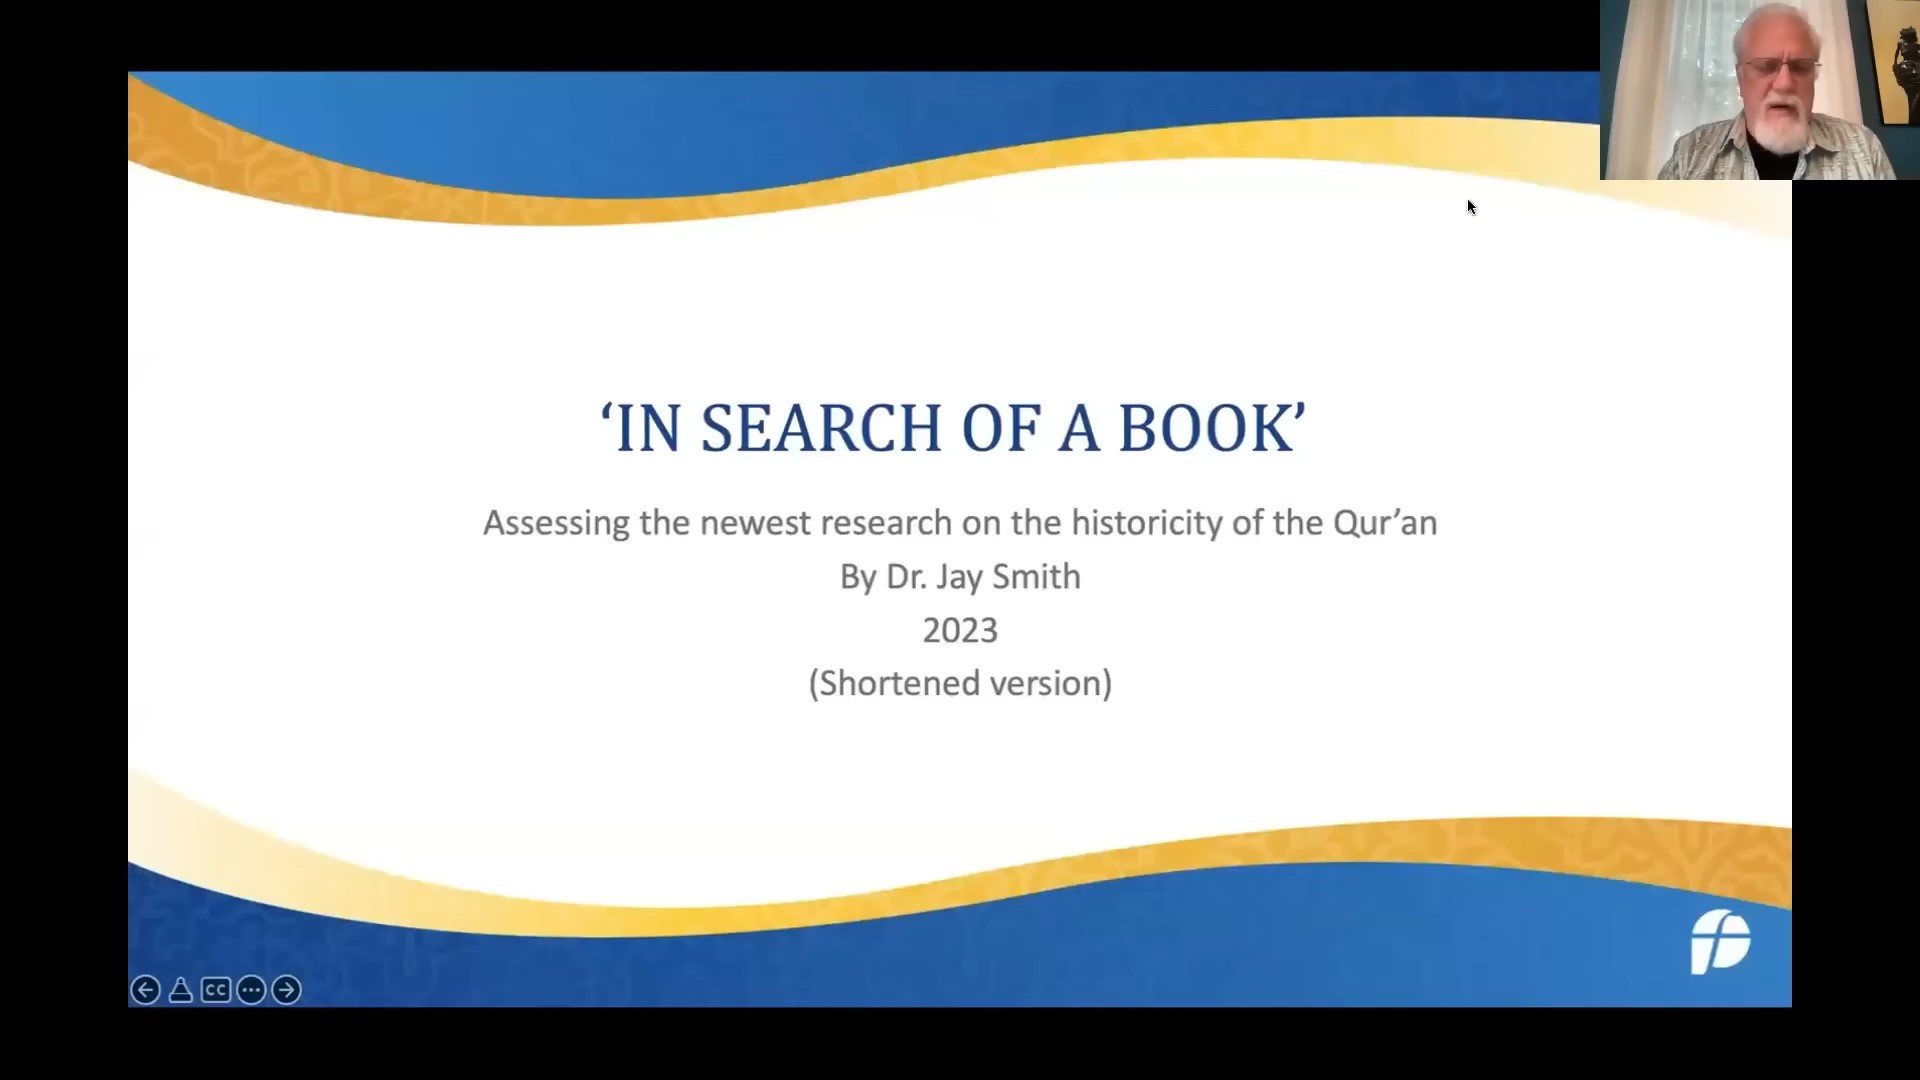 ‘IN SEARCH OF A BOOK’
Assessing the newest research on the historicity of the Qur’an
By Dr. Jay Smith
2023
(Shortened version)
CC